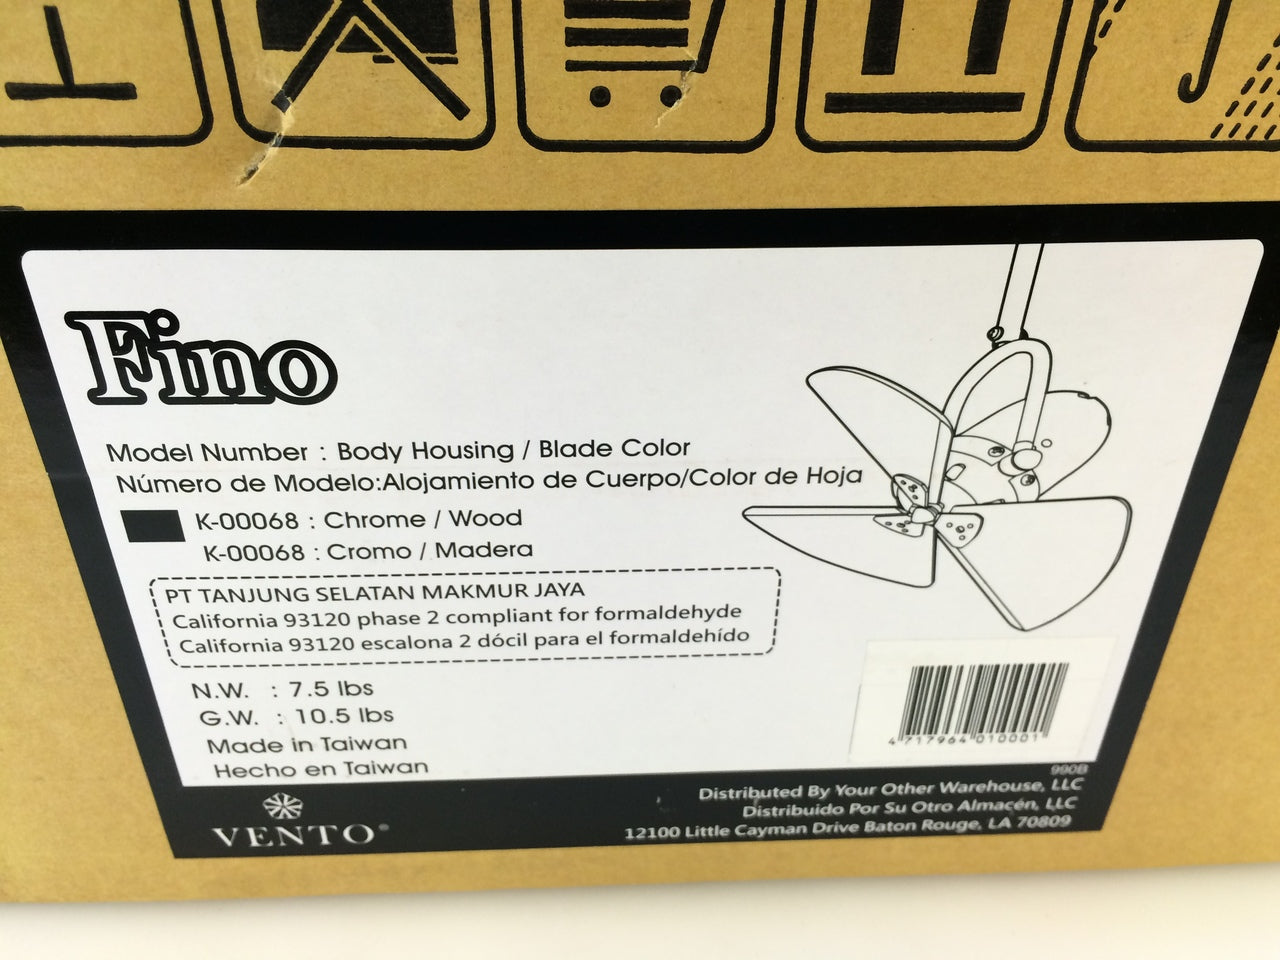 Fino
Model Number : Body Housing / Blade Color
Número de Modelo:Alojamiento de Cuerpo/Color de Hoja
K-00068 : Chrome / Wood
K-00068 : Cromo / Madera
PT TANJUNG SELATAN MAKMUR JAYA
California 93120 phase 2 compliant for formaldehyde
California 93120 escalona 2 dócil para el formaldehído
N.W. : 7.5 lbs
G.W. : 10.5 lbs
Made in Taiwan
Hecho en Taiwan
4 717964 010001
990B
VENTO®
Distributed By Your Other Warehouse, LLC
Distribuido Por Su Otro Almacén, LLC
12100 Little Cayman Drive Baton Rouge, LA 70809